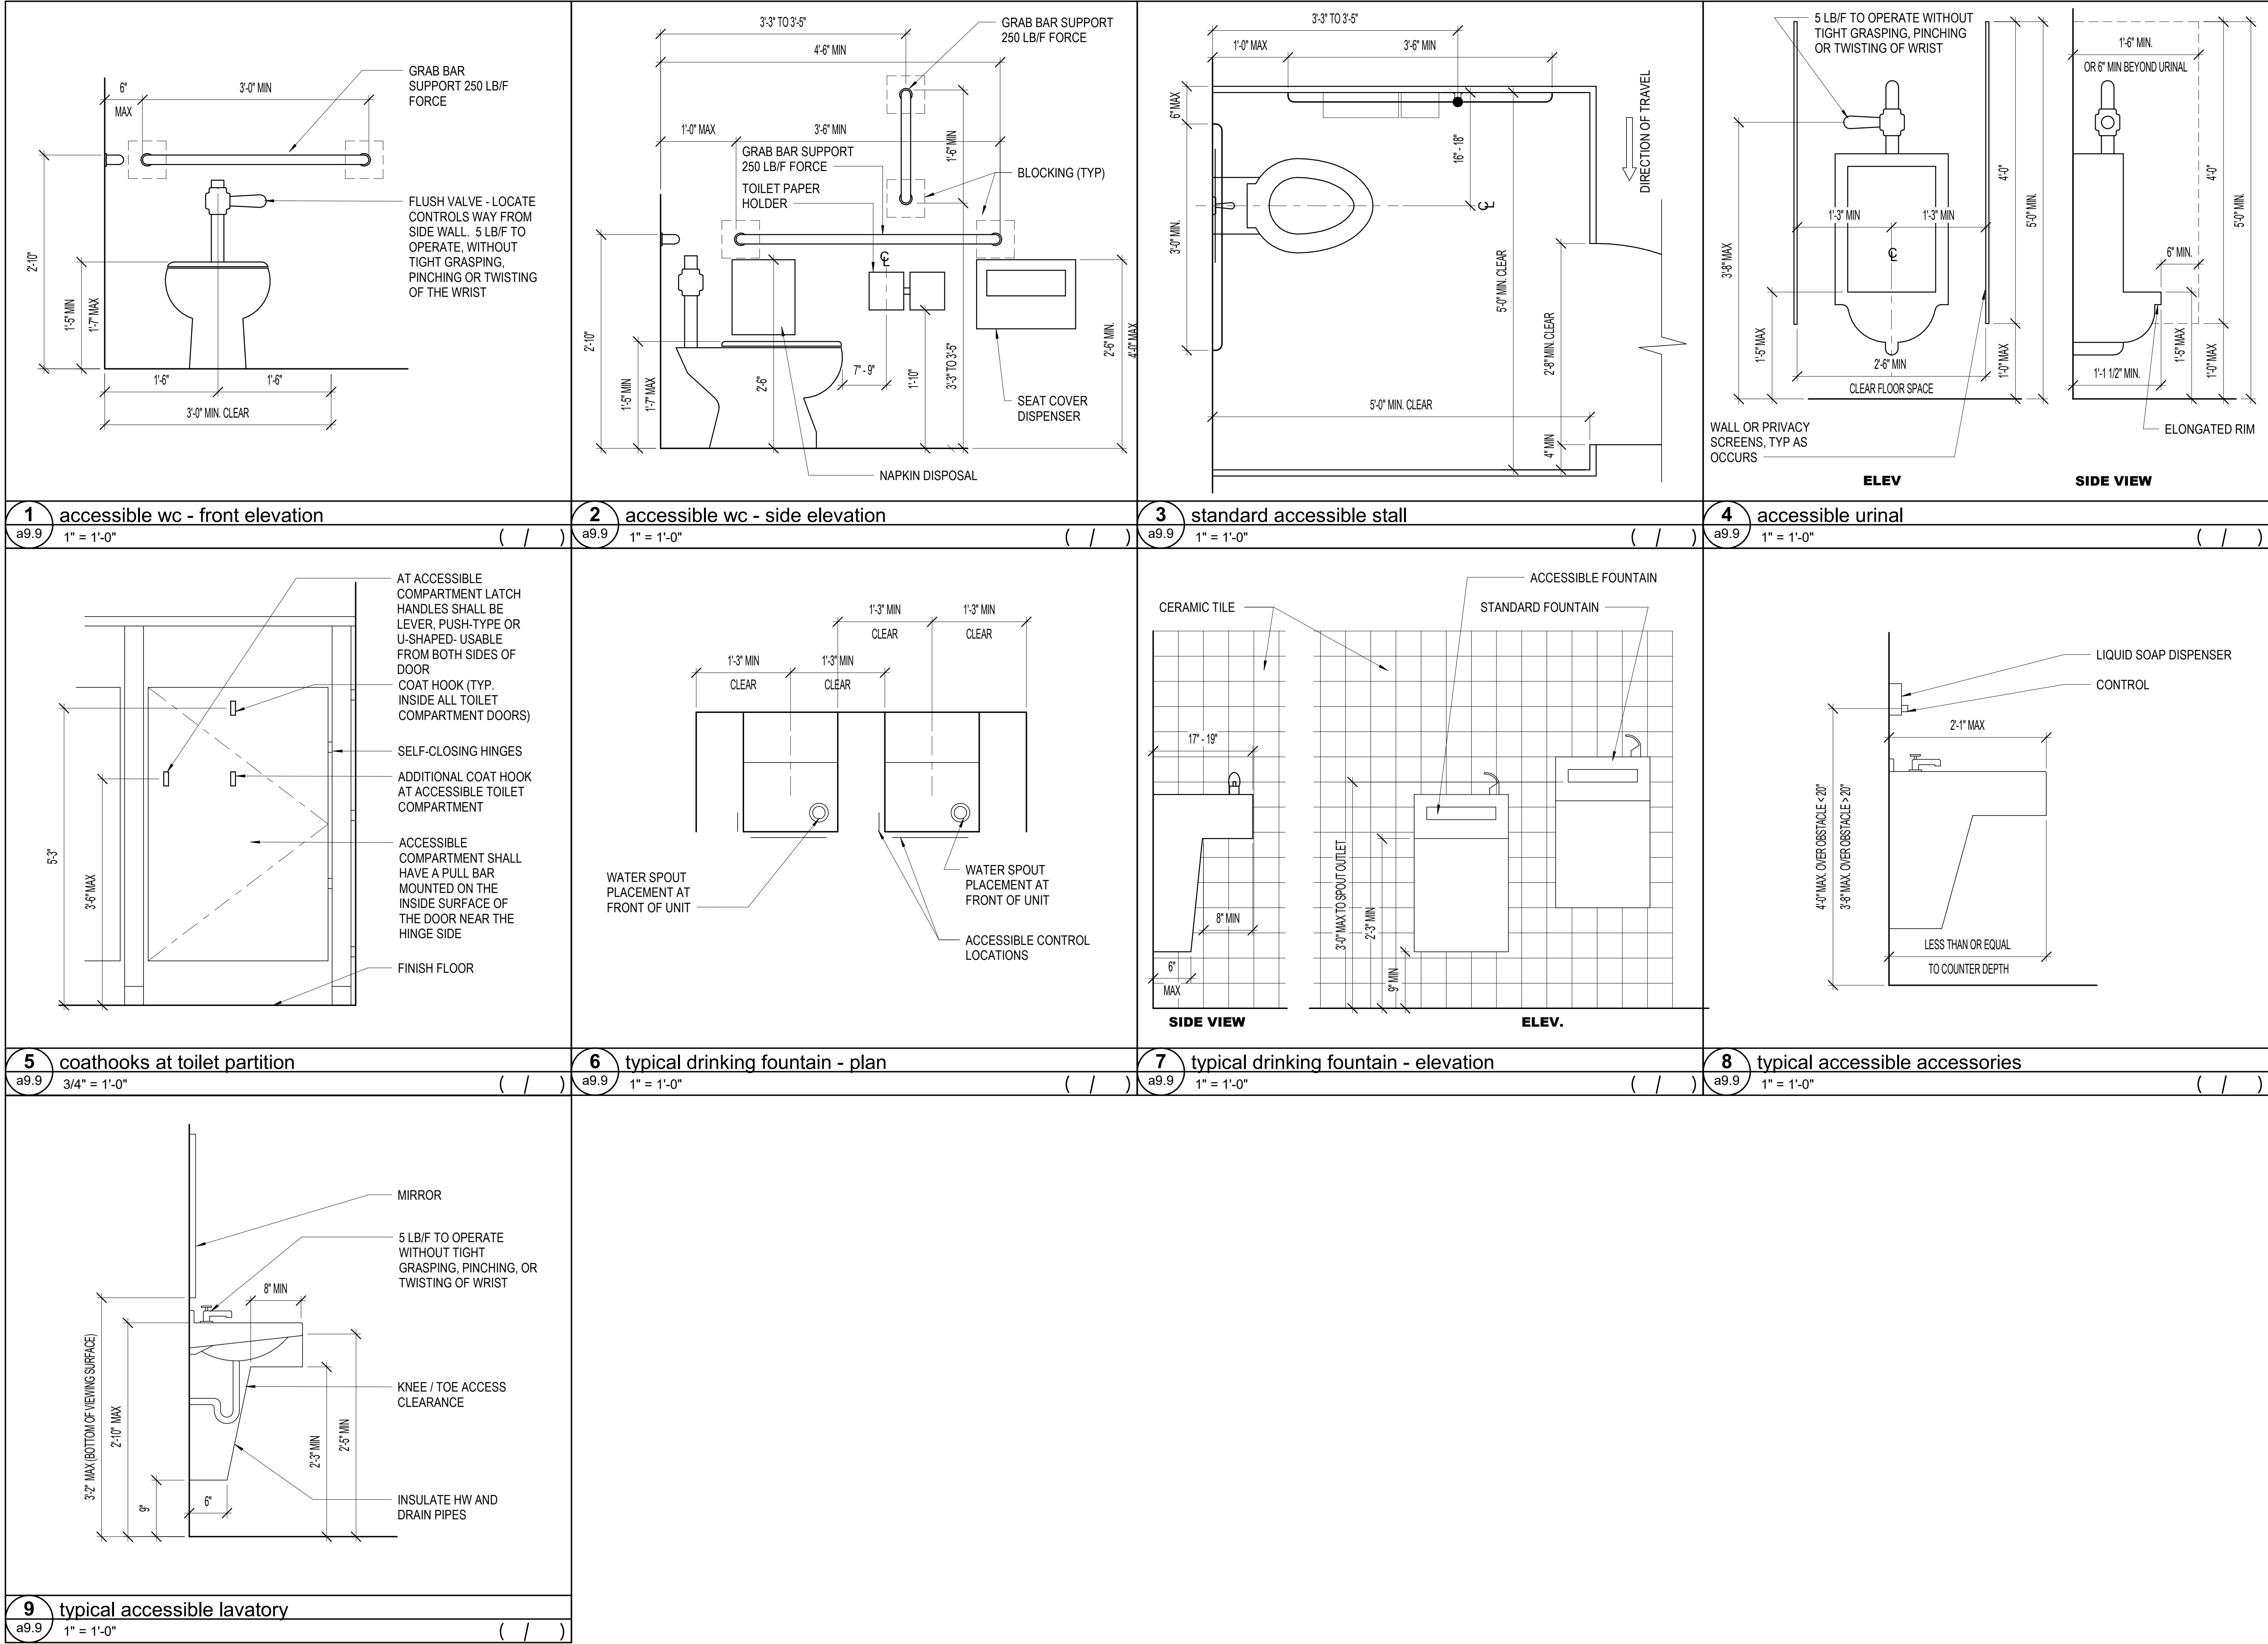 6"
MAX
3'-0" MIN
GRAB BAR
SUPPORT 250 LB/F
FORCE
FLUSH VALVE - LOCATE
CONTROLS WAY FROM
SIDE WALL.  5 LB/F TO
OPERATE, WITHOUT
TIGHT GRASPING,
PINCHING OR TWISTING
OF THE WRIST
2'-10"
1'-5" MIN
1'-7" MAX
1'-6"
1'-6"
3'-0" MIN. CLEAR
1
a9.9
accessible wc - front elevation
1" = 1'-0"
( / )
3'-3" TO 3'-5"
4'-6" MIN
GRAB BAR SUPPORT
250 LB/F FORCE
1'-0" MAX
3'-6" MIN
1'-6" MIN
GRAB BAR SUPPORT
250 LB/F FORCE
TOILET PAPER
HOLDER
BLOCKING (TYP)
CL
2'-10"
1'-5" MIN
1'-7" MAX
2'-6"
7" - 9"
1'-10"
3'-3" TO 3'-5"
2'-6" MIN.
4'-0" MAX
SEAT COVER
DISPENSER
NAPKIN DISPOSAL
2
a9.9
accessible wc - side elevation
1" = 1'-0"
( / )
3'-3" TO 3'-5"
1'-0" MAX
3'-6" MIN
6" MAX
3'-0" MIN.
16" - 18"
CL
DIRECTION OF TRAVEL
5'-0" MIN. CLEAR
2'-8" MIN. CLEAR
5'-0" MIN. CLEAR
4" MIN
3
a9.9
standard accessible stall
1" = 1'-0"
( / )
5 LB/F TO OPERATE WITHOUT
TIGHT GRASPING, PINCHING
OR TWISTING OF WRIST
1'-6" MIN.
OR 6" MIN BEYOND URINAL
3'-8" MAX
1'-5" MAX
1'-3" MIN
1'-3" MIN
CL
4'-0"
5'-0" MIN.
1'-0" MAX
2'-6" MIN
CLEAR FLOOR SPACE
6" MIN.
4'-0"
5'-0" MIN.
1'-5" MAX
1'-0" MAX
1'-1 1/2" MIN.
WALL OR PRIVACY
SCREENS, TYP AS
OCCURS
ELONGATED RIM
ELEV
SIDE VIEW
4
a9.9
accessible urinal
1" = 1'-0"
( / )
AT ACCESSIBLE
COMPARTMENT LATCH
HANDLES SHALL BE
LEVER, PUSH-TYPE OR
U-SHAPED- USABLE
FROM BOTH SIDES OF
DOOR
COAT HOOK (TYP.
INSIDE ALL TOILET
COMPARTMENT DOORS)
SELF-CLOSING HINGES
ADDITIONAL COAT HOOK
AT ACCESSIBLE TOILET
COMPARTMENT
ACCESSIBLE
COMPARTMENT SHALL
HAVE A PULL BAR
MOUNTED ON THE
INSIDE SURFACE OF
THE DOOR NEAR THE
HINGE SIDE
FINISH FLOOR
5-3"
3'-6" MAX
5
a9.9
coathooks at toilet partition
3/4" = 1'-0"
( / )
1'-3" MIN
CLEAR
1'-3" MIN
CLEAR
1'-3" MIN
CLEAR
1'-3" MIN
CLEAR
WATER SPOUT
PLACEMENT AT
FRONT OF UNIT
WATER SPOUT
PLACEMENT AT
FRONT OF UNIT
ACCESSIBLE CONTROL
LOCATIONS
6
a9.9
typical drinking fountain - plan
1" = 1'-0"
( / )
ACCESSIBLE FOUNTAIN
CERAMIC TILE
STANDARD FOUNTAIN
17" - 19"
8" MIN
6"
MAX
3'-0" MAX TO SPOUT OUTLET
2'-3" MIN
9" MIN
SIDE VIEW
ELEV.
7
a9.9
typical drinking fountain - elevation
1" = 1'-0"
( / )
LIQUID SOAP DISPENSER
CONTROL
2'-1" MAX
4'-0" MAX. OVER OBSTACLE < 20"
3'-8" MAX. OVER OBSTACLE > 20"
LESS THAN OR EQUAL
TO COUNTER DEPTH
8
a9.9
typical accessible accessories
1" = 1'-0"
( / )
MIRROR
5 LB/F TO OPERATE
WITHOUT TIGHT
GRASPING, PINCHING, OR
TWISTING OF WRIST
8" MIN
3'-2" MAX (BOTTOM OF VIEWING SURFACE)
2'-10" MAX
9"
6"
2'-3" MIN
2'-5" MIN
KNEE / TOE ACCESS
CLEARANCE
INSULATE HW AND
DRAIN PIPES
9
a9.9
typical accessible lavatory
1" = 1'-0"
( / )